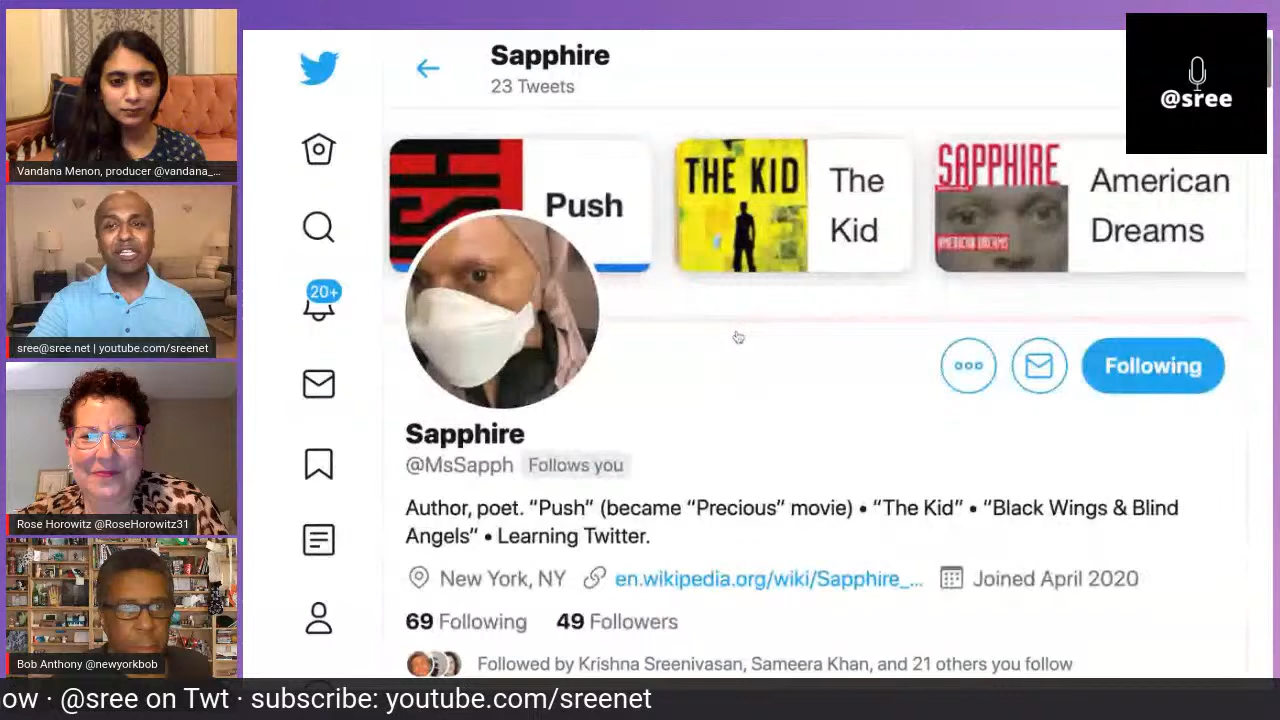 Vandana Menon, producer @vandana_...
sree@sree.net | youtube.com/sreenet
Rose Horowitz @RoseHorowitz31
Bob Anthony @newyorkbob
Sapphire
23 Tweets
@sree
Push
THE KID
The
Kid
SAPPHIRE
AMERICAN DREAMS
American
Dreams
20+
Following
Sapphire
@MsSapph Follows you
Author, poet. “Push” (became “Precious” movie) • “The Kid” • “Black Wings & Blind
Angels” • Learning Twitter.
New York, NY en.wikipedia.org/wiki/Sapphire_... Joined April 2020
69 Following 49 Followers
Followed by Krishna Sreenivasan, Sameera Khan, and 21 others you follow
ow · @sree on Twt · subscribe: youtube.com/sreenet